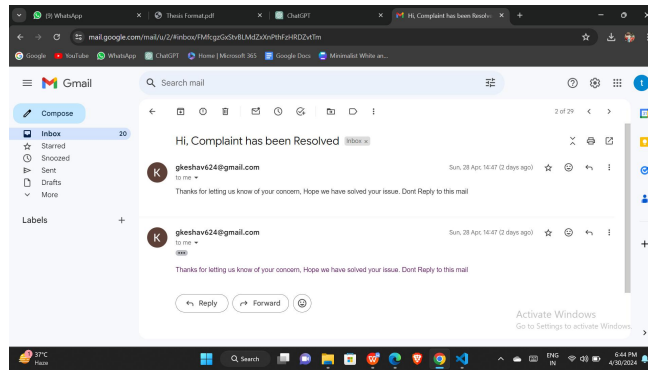 (9) WhatsApp
Thesis Format.pdf
ChatGPT
Hi, Complaint has been Resolve
mail.google.com/mail/u/2/#inbox/FMfcgzGxStvBLMdZxXnPthFzHRDZvtTm
Google YouTube WhatsApp ChatGPT Home | Microsoft 365 Google Docs Minimalist White an...
Gmail
Search mail
t
Compose
2 of 29
Inbox 20
Starred
Snoozed
Sent
Drafts
More
Labels
Hi, Complaint has been Resolved Inbox x
K
gkeshav624@gmail.com Sun, 28 Apr, 14:47 (2 days ago)
to me
Thanks for letting us know of your concern, Hope we have solved your issue. Dont Reply to this mail
K
gkeshav624@gmail.com Sun, 28 Apr, 14:47 (2 days ago)
to me
Thanks for letting us know of your concern, Hope we have solved your issue. Dont Reply to this mail
Reply Forward
Activate Windows
Go to Settings to activate Windows.
37°C
Haze
Search
ENG
IN
6:44 PM
4/30/2024